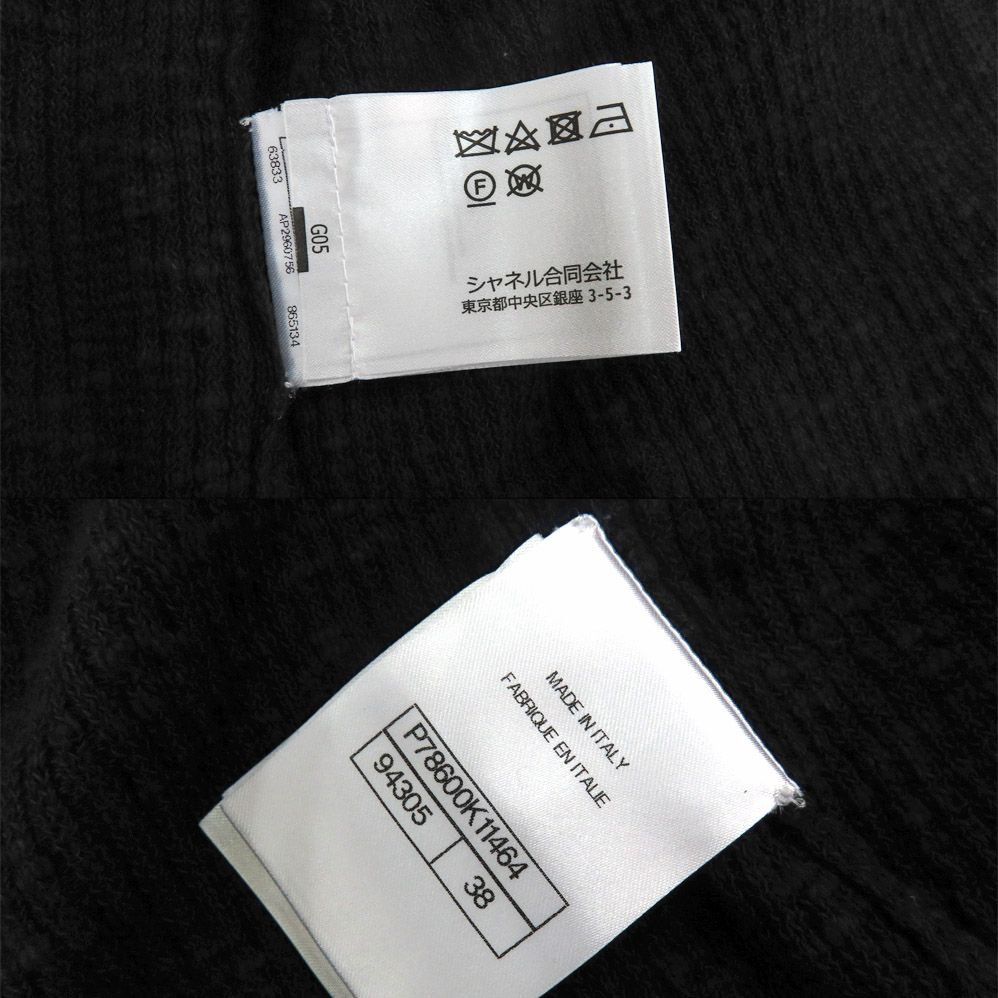 63833
AP2960756
865134
G05
F
W
シャネル合同会社
東京都中央区銀座 3-5-3
MADE IN ITALY
FABRIQUE EN ITALIE
P78600K11464
94305 38